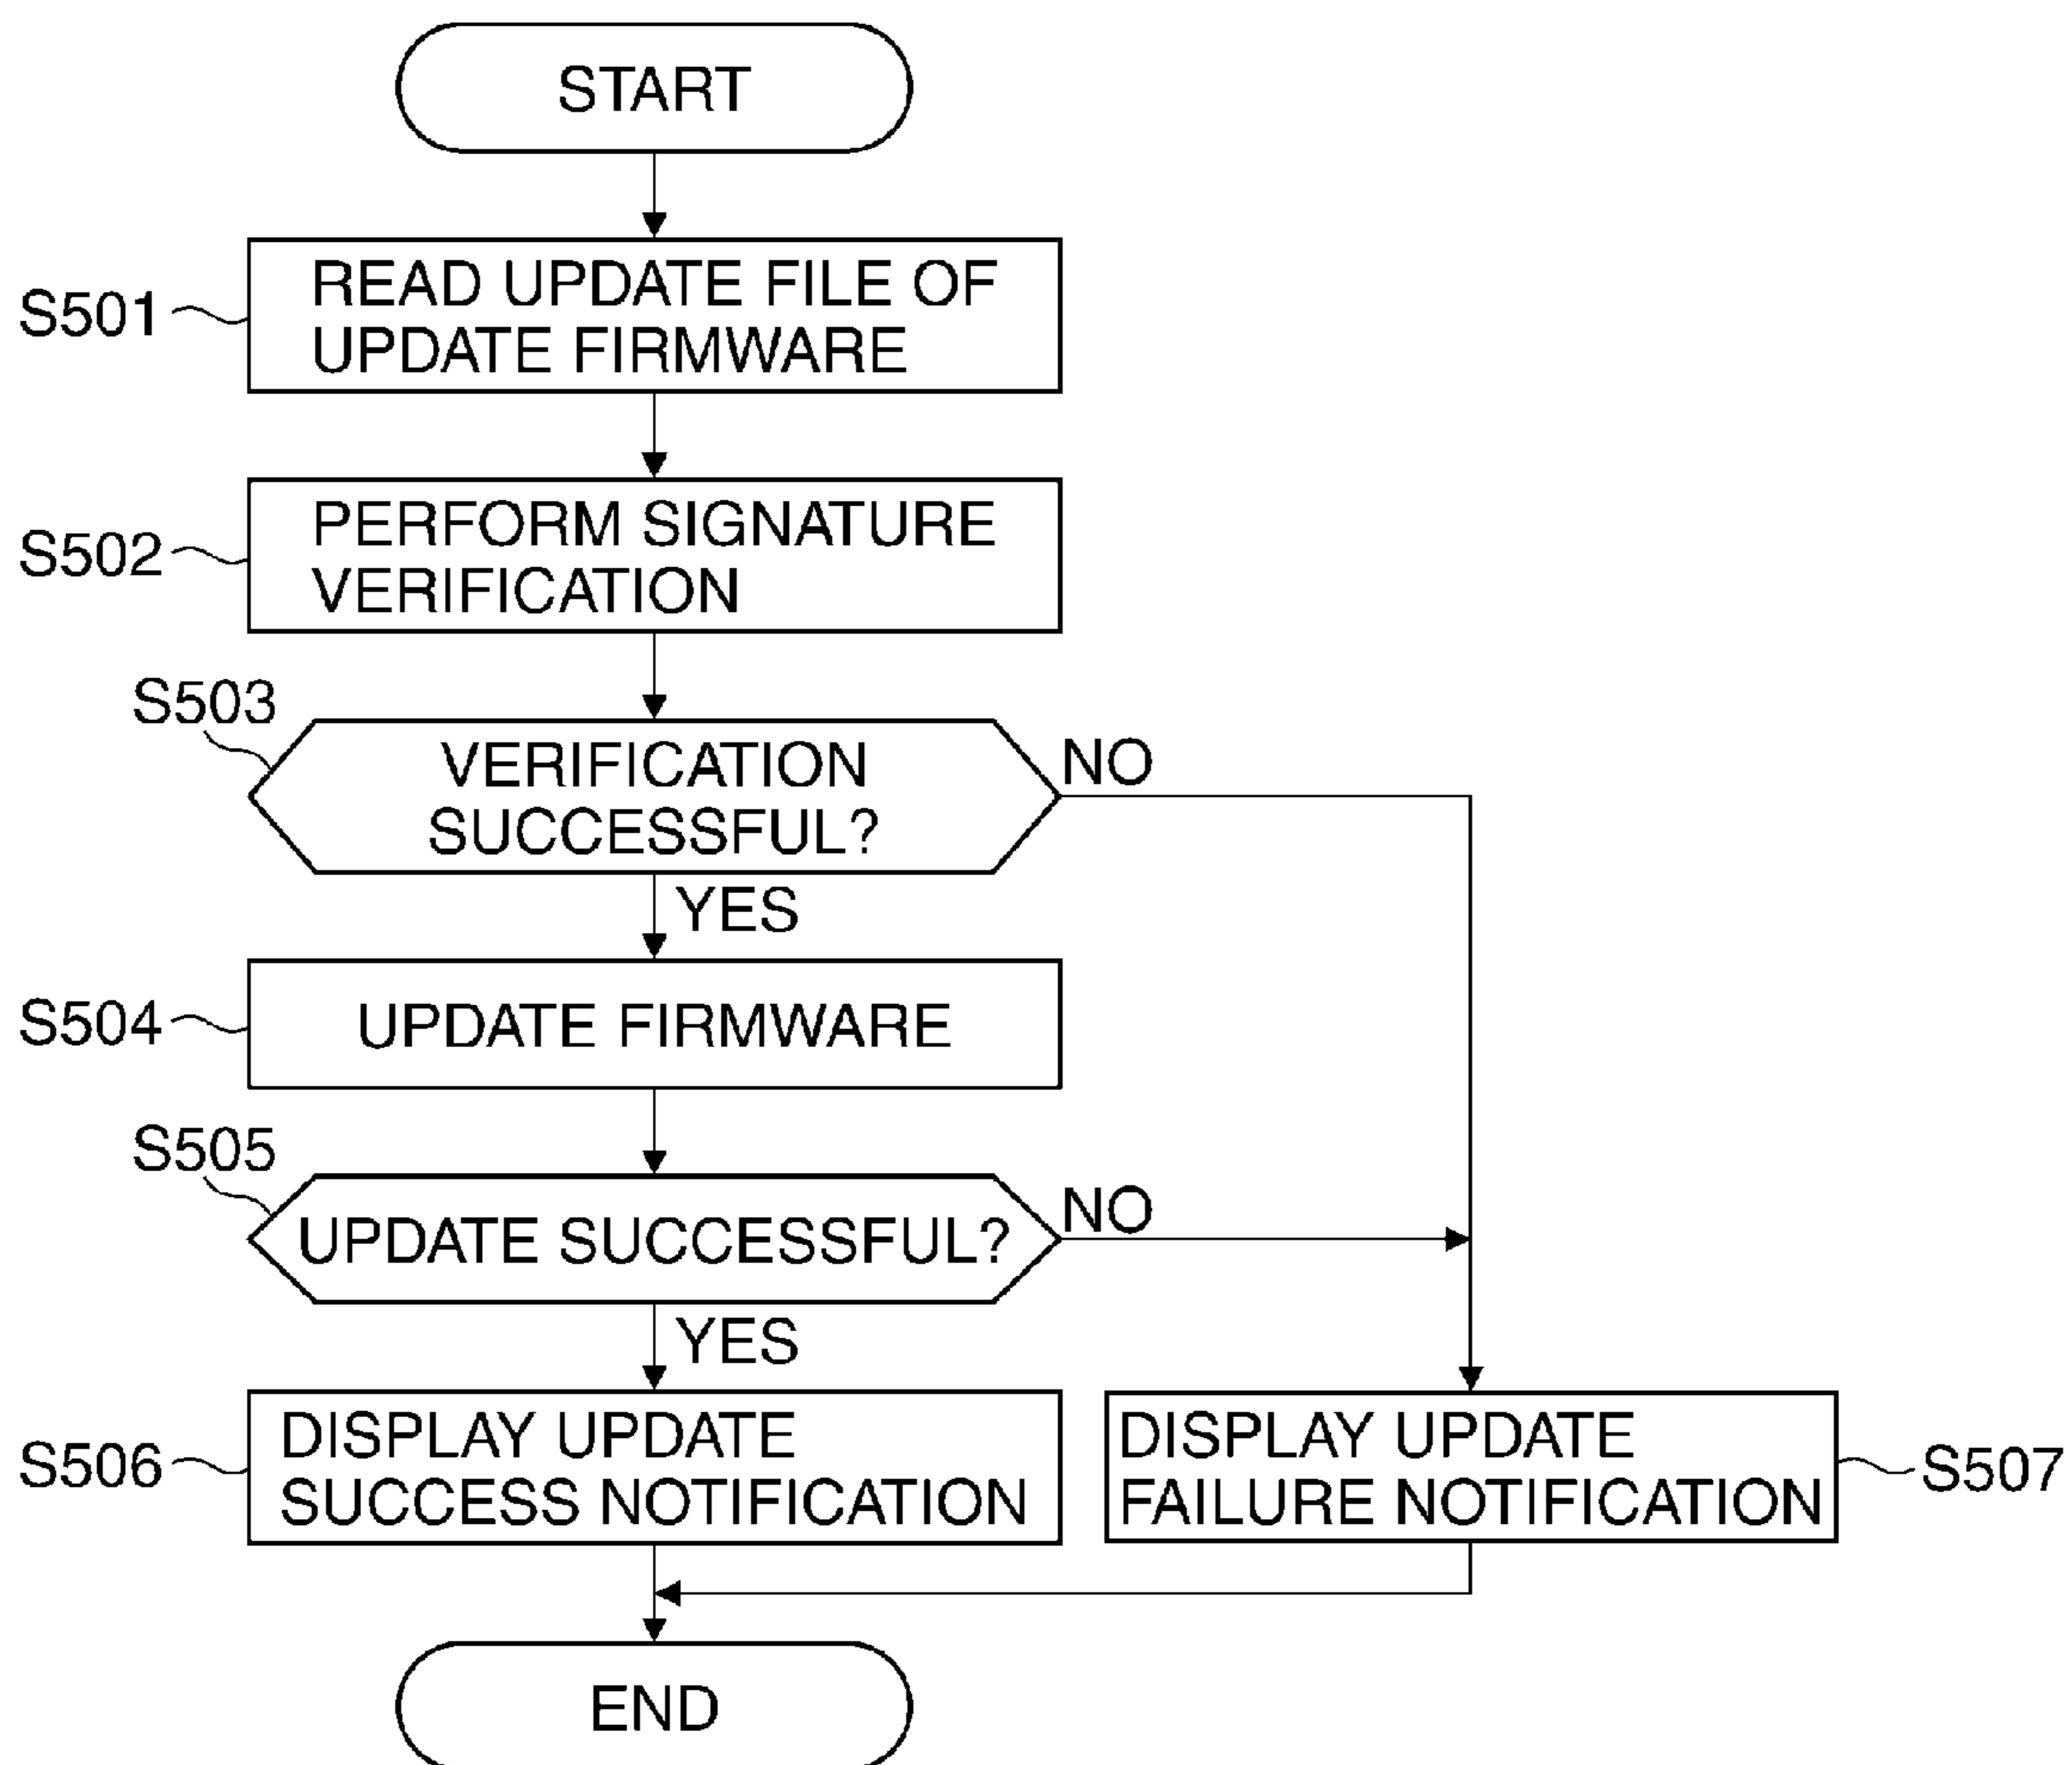 START
S501
READ UPDATE FILE OF
UPDATE FIRMWARE
S502
PERFORM SIGNATURE
VERIFICATION
S503
VERIFICATION
SUCCESSFUL?
NO
YES
S504
UPDATE FIRMWARE
S505
UPDATE SUCCESSFUL?
NO
YES
S506
DISPLAY UPDATE
SUCCESS NOTIFICATION
DISPLAY UPDATE
FAILURE NOTIFICATION
S507
END